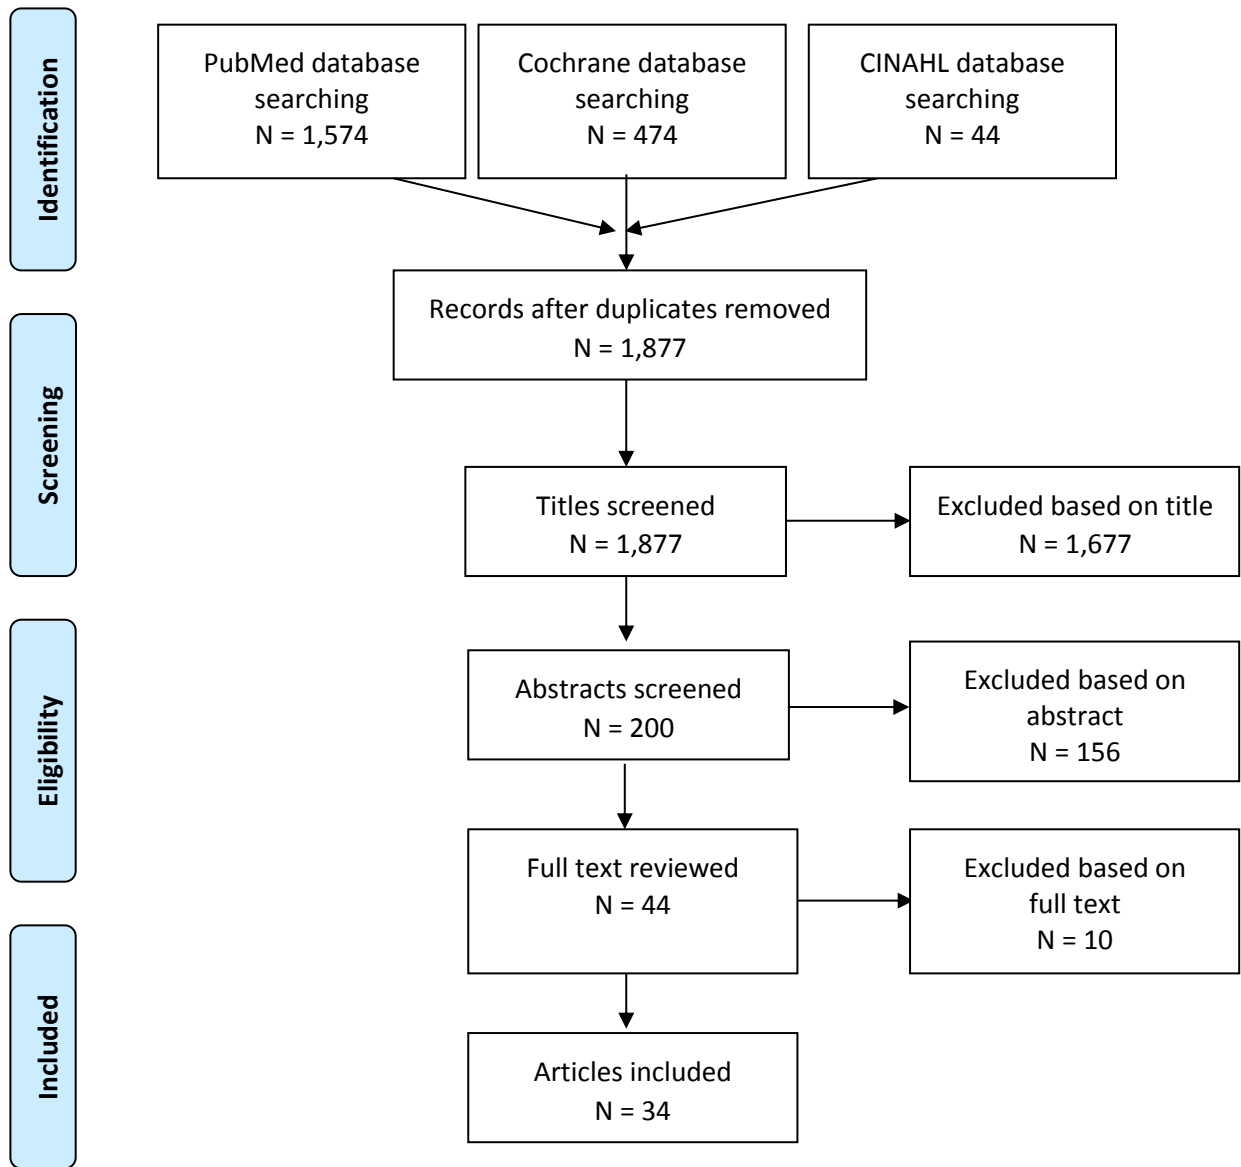 Identification
PubMed database
searching
N = 1,574
Cochrane database
searching
N = 474
CINAHL database
searching
N = 44
Records after duplicates removed
N = 1,877
Screening
Titles screened
N = 1,877
Excluded based on title
N = 1,677
Eligibility
Abstracts screened
N = 200
Excluded based on
abstract
N = 156
Full text reviewed
N = 44
Excluded based on
full text
N = 10
Included
Articles included
N = 34